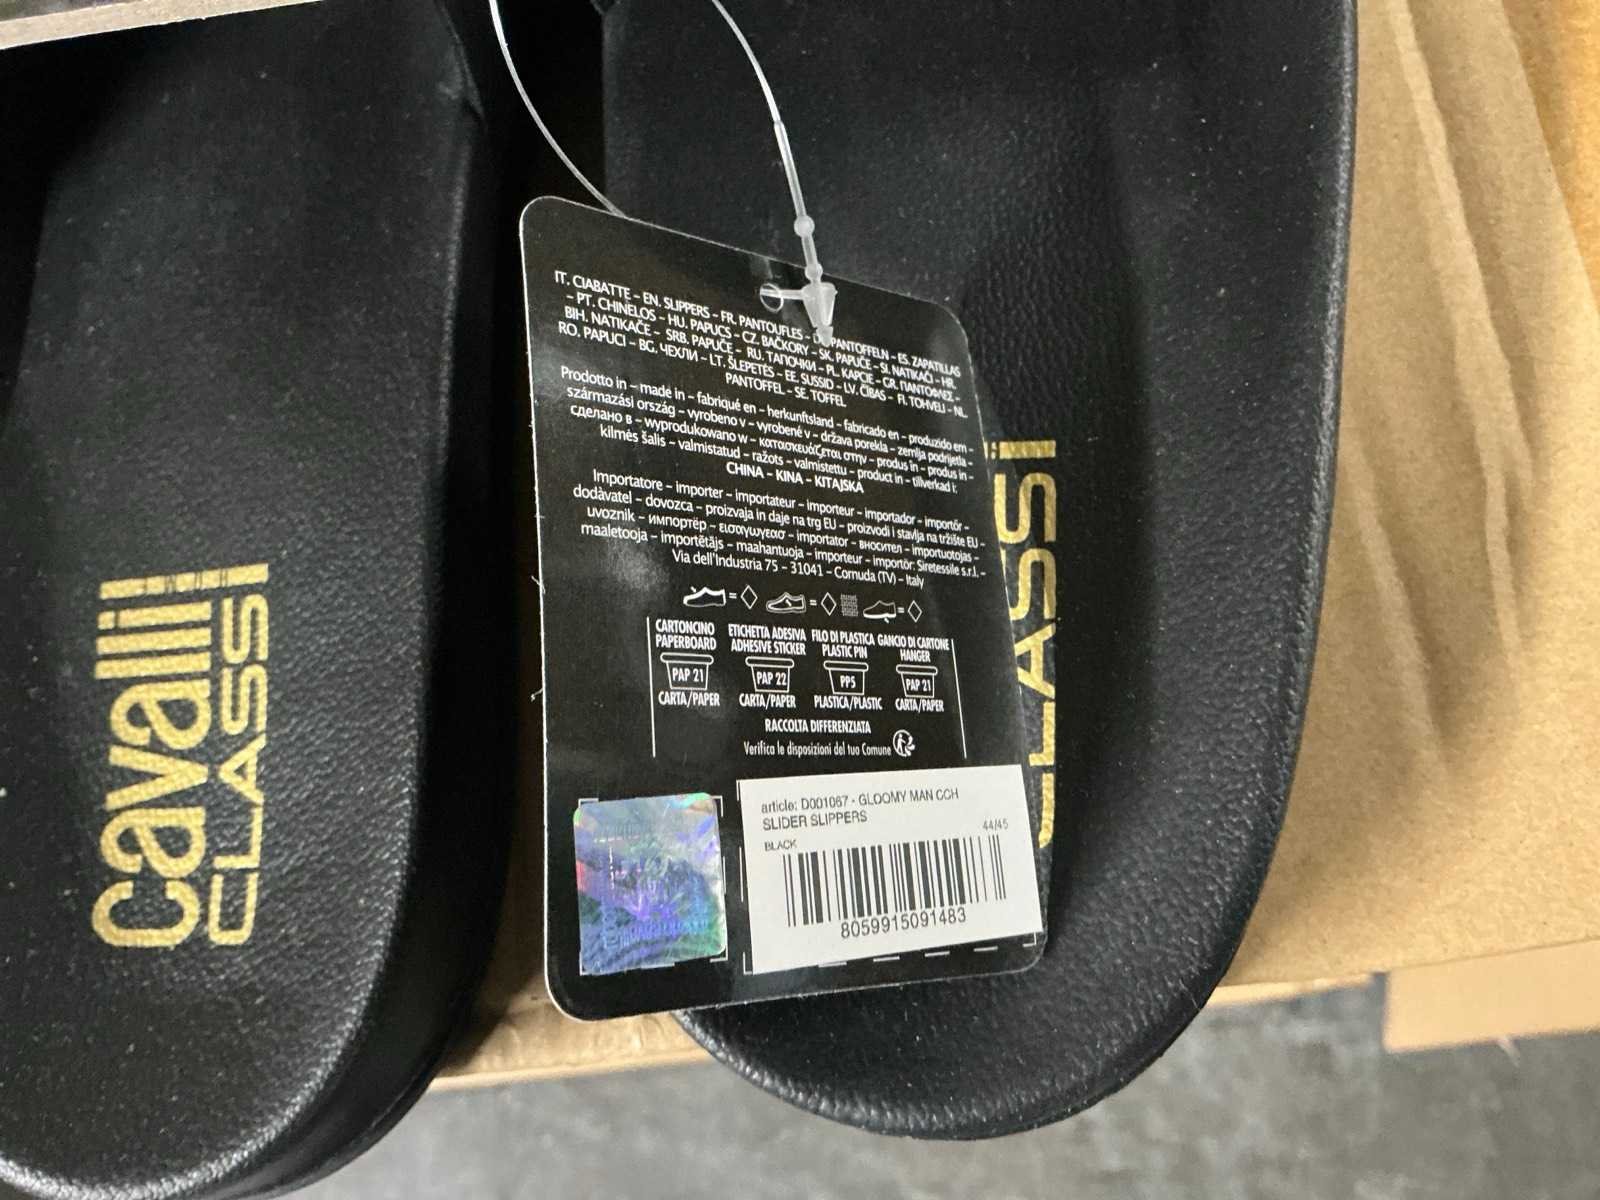 cavalli
CLASS
CLASS
IT. CIABATTE – EN. SLIPPERS – FR. PANTOUFLES – PANTOFFELN – ES. ZAPATILLAS
– PT. CHINELOS – HU. PAPUCS – CZ. BAČKORY – SK. PAPUČE – SI. NATIKAČI – HR.
BIH. NATIKAČE – SRB. PAPUČE – RU. ТАПОЧКИ – PL. KAPCIE – GR. ΠΑΝΤΟΦΛΕΣ –
RO. PAPUCI – BG. ЧЕХЛИ – LT. ŠLEPETĖS – EE. SUSSID – LV. ČĪBAS – FI. TOHVELI – NL.
PANTOFFEL – SE. TOFFEL
Prodotto in – made in – fabriqué en – herkunftsland – fabricado en – produzido em –
származási ország – vyrobeno v – vyrobené v – država porekla – zemlja podrijetla –
сделано в – wyprodukowano w – κατασκευάζεται στην – produs in – produs in –
kilmės šalis – valmistatud – ražots – valmistettu – product in – tillverkad i:
CHINA – KINA – KITAJSKA
Importatore – importer – importateur – importeur – importador – importőr –
dodàvatel – dovozca – proizvaja in daje na trg EU – proizvodi i stavlja na tržište EU –
uvoznik – импортёр – εισαγωγεασ – importator – вносител – importuotojas –
maaletooja – importētājs – maahantuoja – importeur – importör: Siretessile s.r.l. –
Via dell'Industria 75 – 31041 – Cornuda (TV) – Italy
CARTONCINO ETICHETTA ADESIVA FILO DI PLASTICA GANCIO DI CARTONE
PAPERBOARD ADHESIVE STICKER PLASTIC PIN HANGER
PAP 21 PAP 22 PP5 PAP 21
CARTA/PAPER CARTA/PAPER PLASTICA/PLASTIC CARTA/PAPER
RACCOLTA DIFFERENZIATA
Verifica le disposizioni del tuo Comune
article: D001067 - GLOOMY MAN CCH
SLIDER SLIPPERS
44/45
BLACK
8059915091483